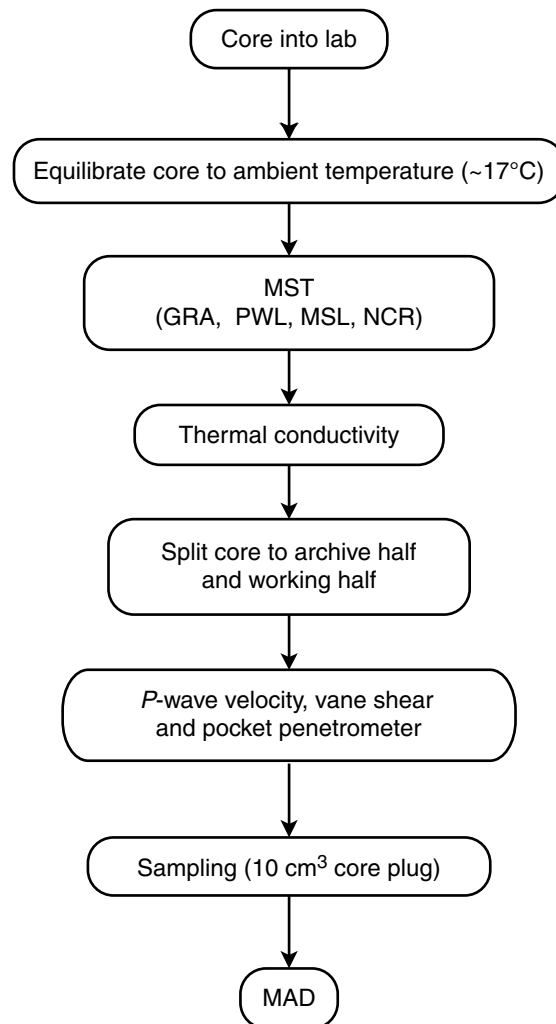 Core into lab
Equilibrate core to ambient temperature (~17°C)
MST
(GRA,  PWL, MSL, NCR)
Thermal conductivity
Split core to archive half
and working half
P-wave velocity, vane shear
and pocket penetrometer
Sampling (10 cm³ core plug)
MAD